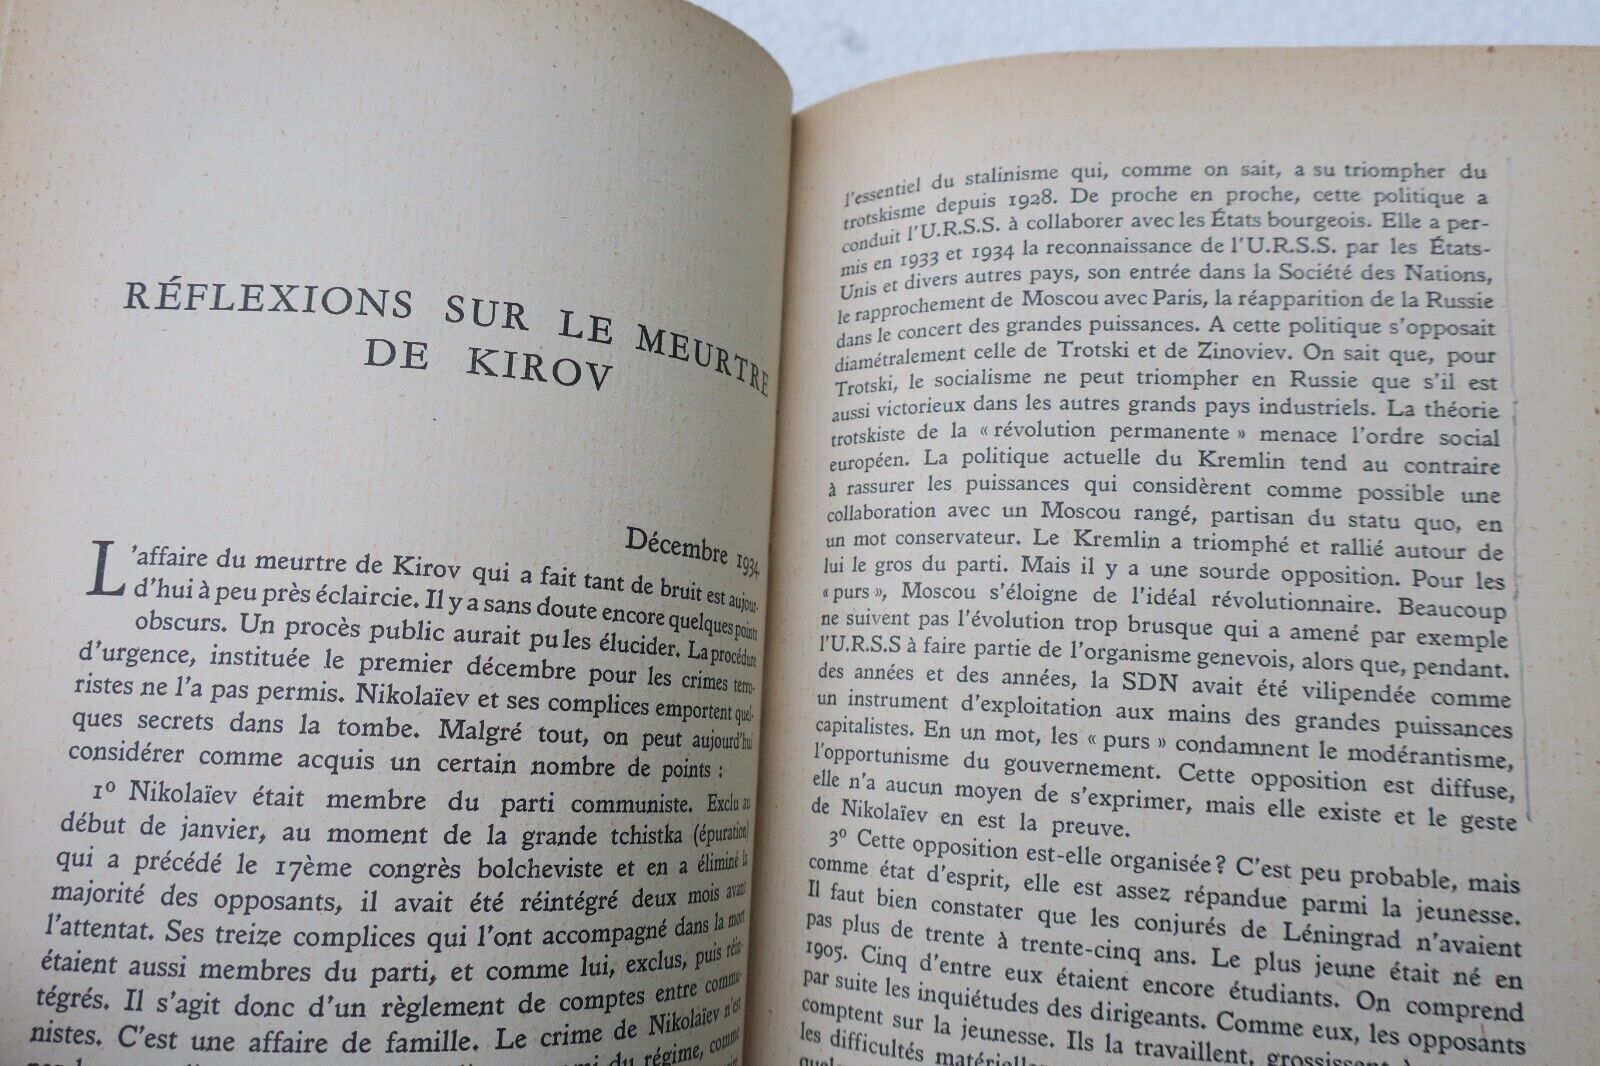 RÉFLEXIONS SUR LE MEURTRE
DE KIROV
Décembre 1934
L'affaire du meurtre de Kirov qui a fait tant de bruit est aujour-
d'hui à peu près éclaircie. Il y a sans doute encore quelques points
obscurs. Un procès public aurait pu les élucider. La procédure
d'urgence, instituée le premier décembre pour les crimes terro-
ristes ne l'a pas permis. Nikolaïev et ses complices emportent quel-
ques secrets dans la tombe. Malgré tout, on peut aujourd'hui
considérer comme acquis un certain nombre de points :
1º Nikolaïev était membre du parti communiste. Exclu au
début de janvier, au moment de la grande tchistka (épuration)
qui a précédé le 17ème congrès bolcheviste et en a éliminé la
majorité des opposants, il avait été réintégré deux mois avant
l'attentat. Ses treize complices qui l'ont accompagné dans la mort
étaient aussi membres du parti, et comme lui, exclus, puis réin-
tégrés. Il s'agit donc d'un règlement de comptes entre commu-
nistes. C'est une affaire de famille. Le crime de Nikolaïev n'est
du régime, comme
l'essentiel du stalinisme qui, comme on sait, a su triompher du
trotskisme depuis 1928. De proche en proche, cette politique a
conduit l'U.R.S.S. à collaborer avec les États bourgeois. Elle a per-
mis en 1933 et 1934 la reconnaissance de l'U.R.S.S. par les États-
Unis et divers autres pays, son entrée dans la Société des Nations,
le rapprochement de Moscou avec Paris, la réapparition de la Russie
dans le concert des grandes puissances. A cette politique s'opposait
diamétralement celle de Trotski et de Zinoviev. On sait que, pour
Trotski, le socialisme ne peut triompher en Russie que s'il est
aussi victorieux dans les autres grands pays industriels. La théorie
trotskiste de la « révolution permanente » menace l'ordre social
européen. La politique actuelle du Kremlin tend au contraire
à rassurer les puissances qui considèrent comme possible une
collaboration avec un Moscou rangé, partisan du statu quo, en
un mot conservateur. Le Kremlin a triomphé et rallié autour de
lui le gros du parti. Mais il y a une sourde opposition. Pour les
« purs », Moscou s'éloigne de l'idéal révolutionnaire. Beaucoup
ne suivent pas l'évolution trop brusque qui a amené par exemple
l'U.R.S.S à faire partie de l'organisme genevois, alors que, pendant.
des années et des années, la SDN avait été vilipendée comme
un instrument d'exploitation aux mains des grandes puissances
capitalistes. En un mot, les « purs » condamnent le modérantisme,
l'opportunisme du gouvernement. Cette opposition est diffuse,
elle n'a aucun moyen de s'exprimer, mais elle existe et le geste
de Nikolaïev en est la preuve.
3º Cette opposition est-elle organisée ? C'est peu probable, mais
comme état d'esprit, elle est assez répandue parmi la jeunesse.
Il faut bien constater que les conjurés de Léningrad n'avaient
pas plus de trente à trente-cinq ans. Le plus jeune était né en
1905. Cinq d'entre eux étaient encore étudiants. On comprend
par suite les inquiétudes des dirigeants. Comme eux, les opposants
comptent sur la jeunesse. Ils la travaillent, grossissent
les difficultés